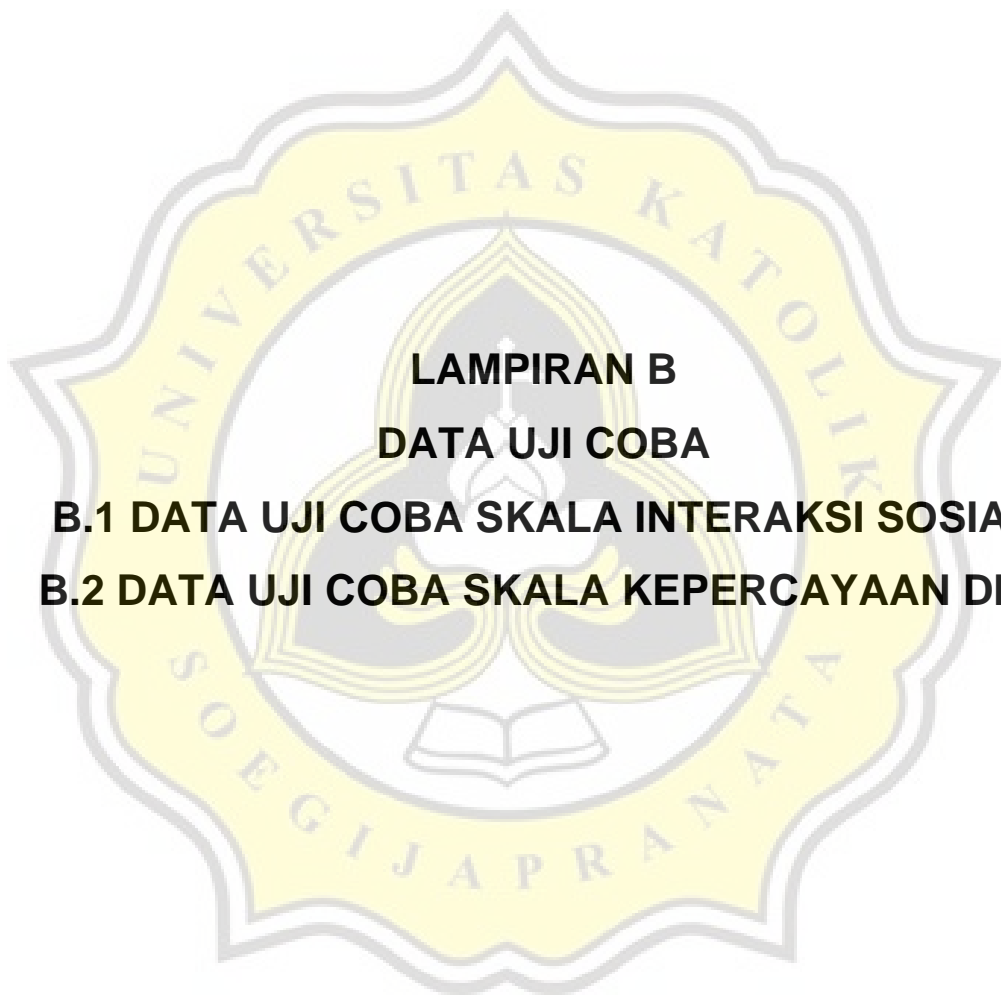 LAMPIRAN B
DATA UJI COBA
B.1 DATA UJI COBA SKALA INTERAKSI SOSIA
B.2 DATA UJI COBA SKALA KEPERCAYAAN
UNIVERSITAS KATOLIK
SOEGIJAPRANATA